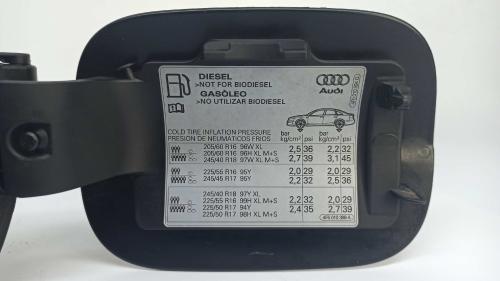 DIESEL
>NOT FOR BIODIESEL
GASÓLEO
>NO UTILIZAR BIODIESEL
Audi
COLD TIRE INFLATION PRESSURE
PRESION DE NEUMATICOS FRIOS
bar kg/cm² psi bar kg/cm² psi
205/60 R16 96W XL
205/60 R16 96H XL M+S 2,5 36 2,2 32
245/40 R18 97W XL M+S 2,7 39 3,1 45
225/55 R16 95Y 2,0 29 2,0 29
245/45 R17 95Y 2,2 32 2,5 36
245/40 R18 97Y XL
225/55 R16 99H XL M+S 2,2 32 2,0 29
225/50 R17 94Y 2,4 35 2,7 39
225/50 R17 98H XL M+S